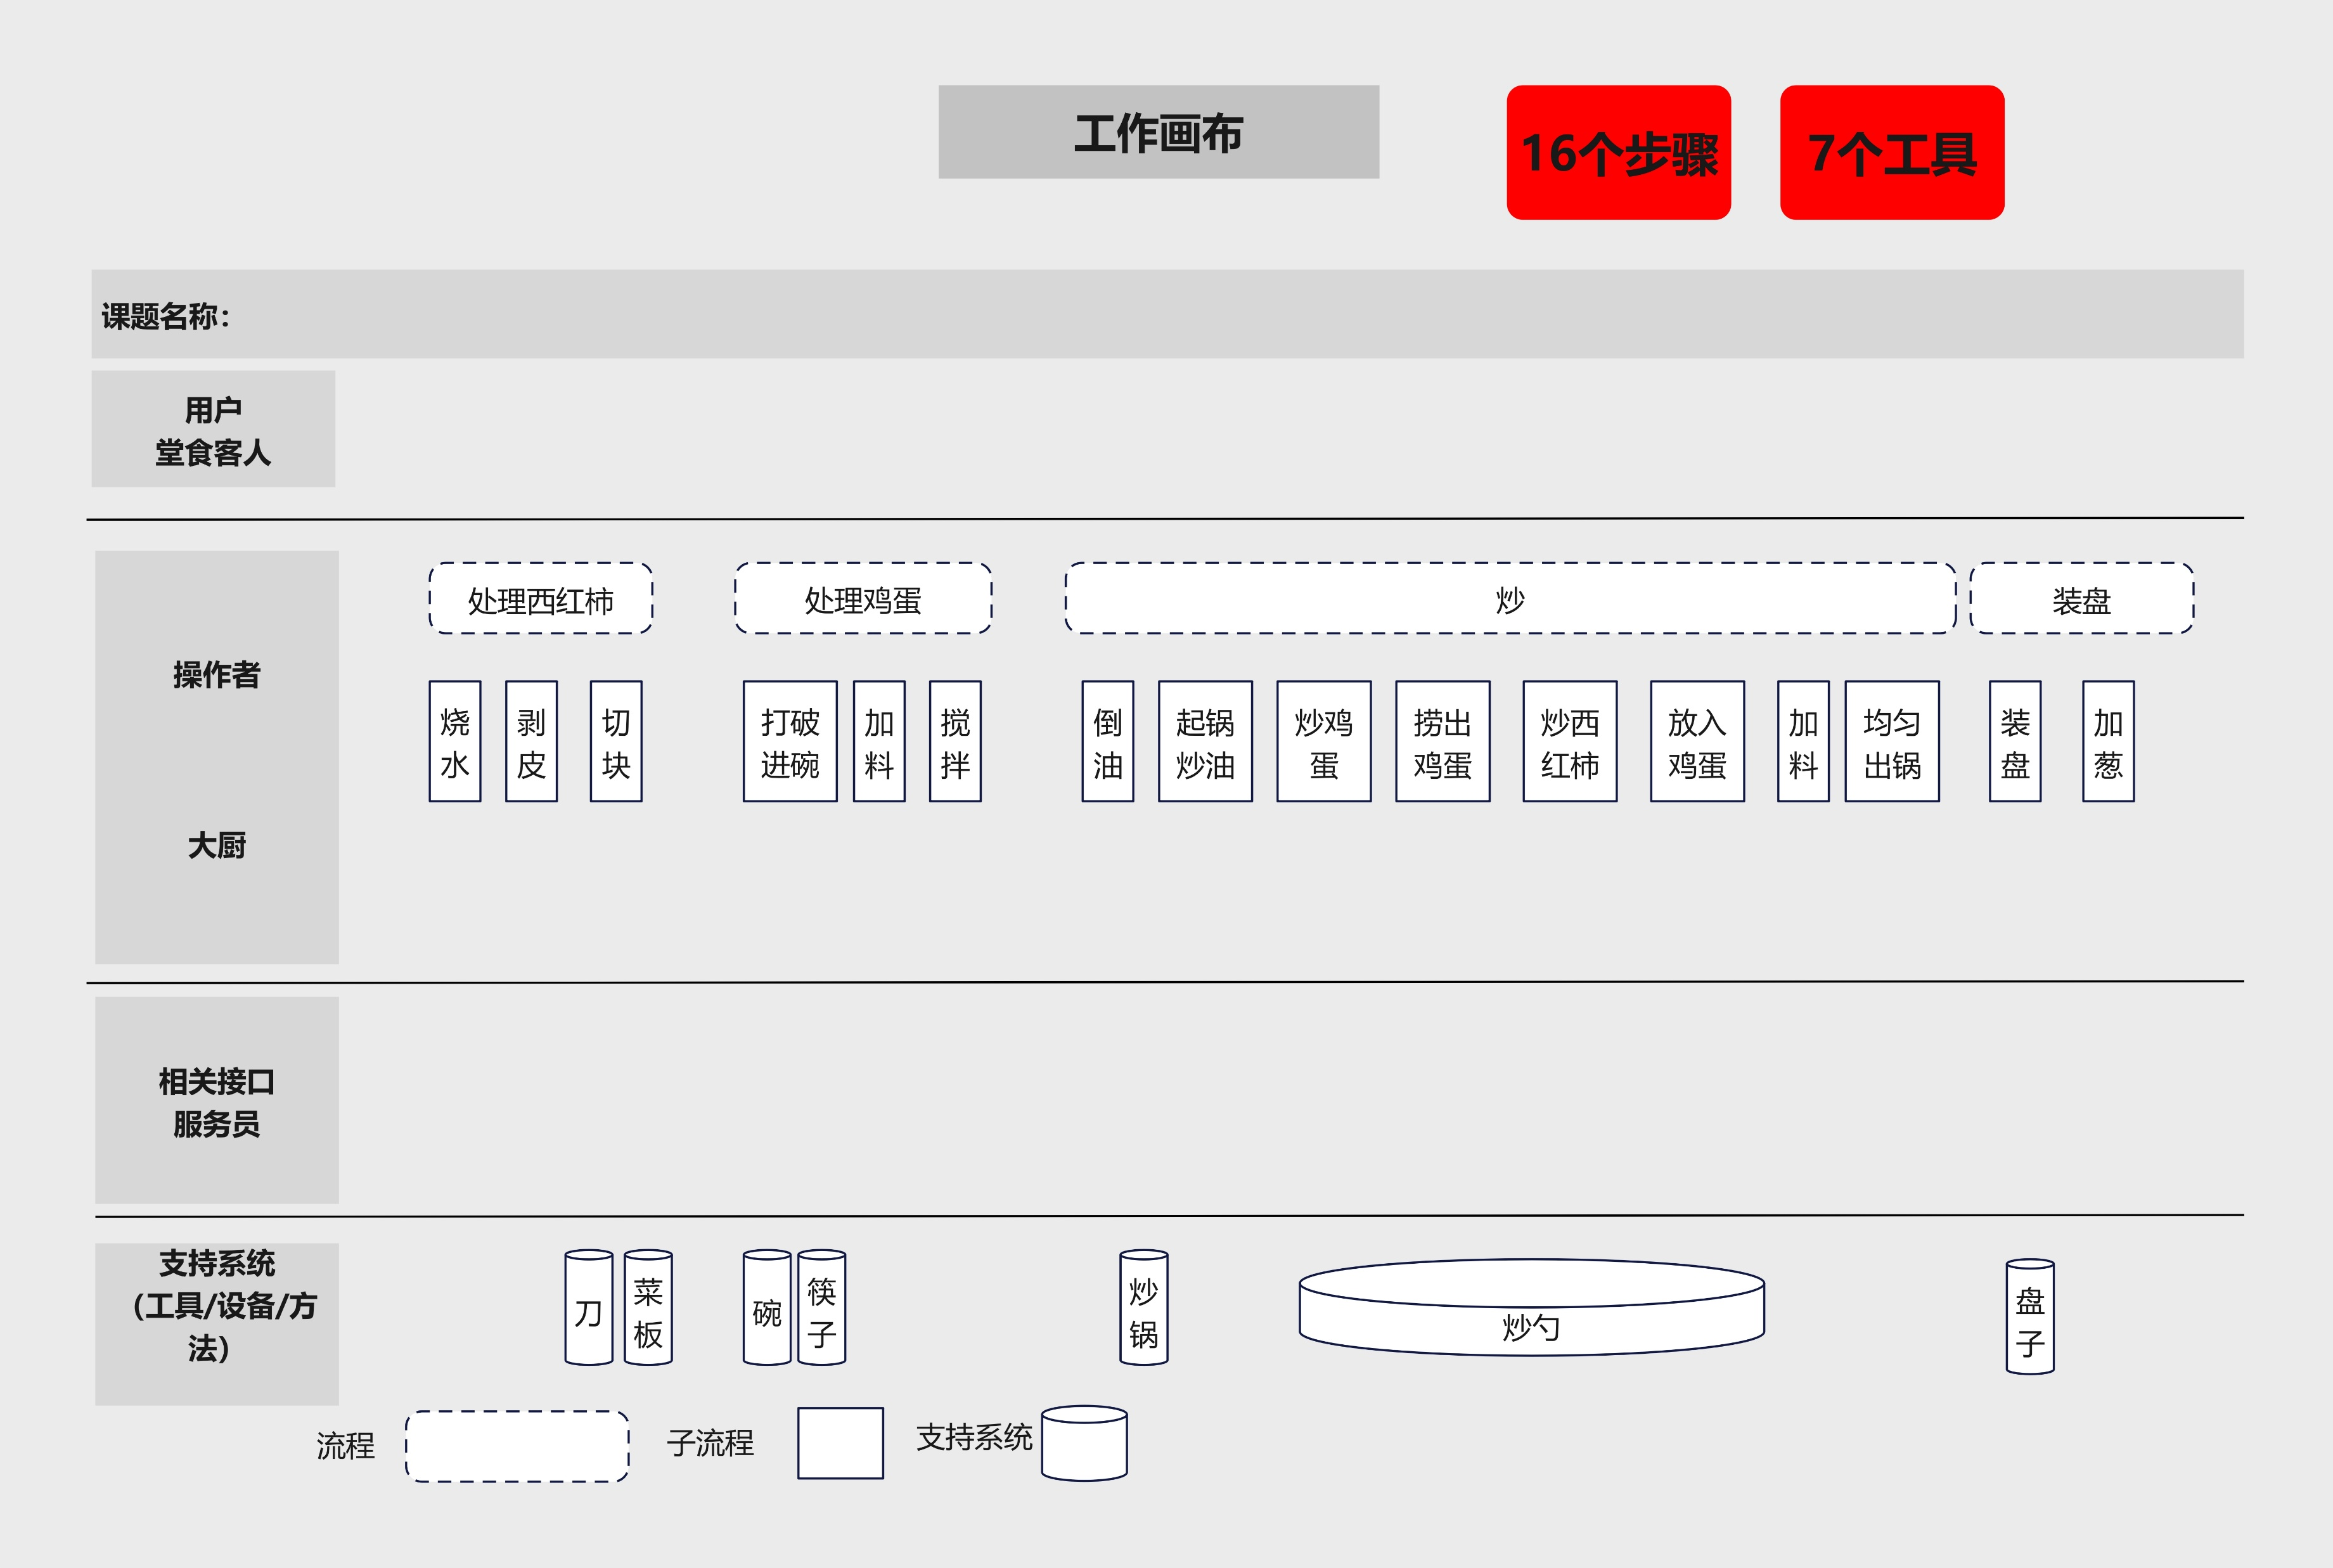 工作画布
16个步骤
7个工具
课题名称：
用户
堂食客人
操作者
大厨
处理西红柿
处理鸡蛋
炒
装盘
烧
水
剥
皮
切
块
打破
进碗
加
料
搅
拌
倒
油
起锅
炒油
炒鸡
蛋
捞出
鸡蛋
炒西
红柿
放入
鸡蛋
加
料
均匀
出锅
装
盘
加
葱
相关接口
服务员
支持系统
（工具/设备/方
法）
刀
菜
板
碗
筷
子
炒
锅
炒勺
盘
子
流程
子流程
支持系统